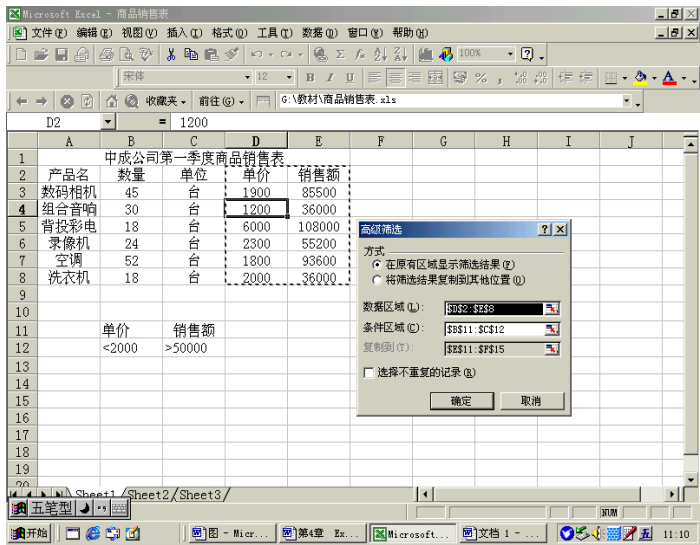 Microsoft Excel - 商品销售表
文件(F) 编辑(E) 视图(V) 插入(I) 格式(O) 工具(T) 数据(D) 窗口(W) 帮助(H)
100%
宋体 12 B I U
收藏夹 前往(G) G:\教材\商品销售表.xls
D2 = 1200
A B C D E F G H I J
1 中成公司第一季度商品销售表
2 产品名 数量 单位 单价 销售额
3 数码相机 45 台 1900 85500
4 组合音响 30 台 1200 36000
5 背投彩电 18 台 6000 108000
6 录像机 24 台 2300 55200
7 空调 52 台 1800 93600
8 洗衣机 18 台 2000 36000
9
10
11 单价 销售额
12 <2000 >50000
13
14
15
16
17
18
19
20
高级筛选
方式
在原有区域显示筛选结果(F)
将筛选结果复制到其他位置(O)
数据区域(L): $D$2:$E$8
条件区域(C): $B$11:$C$12
复制到(T): $E$11:$F$15
选择不重复的记录(R)
确定 取消
Sheet1 Sheet2 Sheet3
五笔型
NUM
开始 图 - Micr... 第4章 Ex... Microsoft... 文档 1 - ... 五 11:10